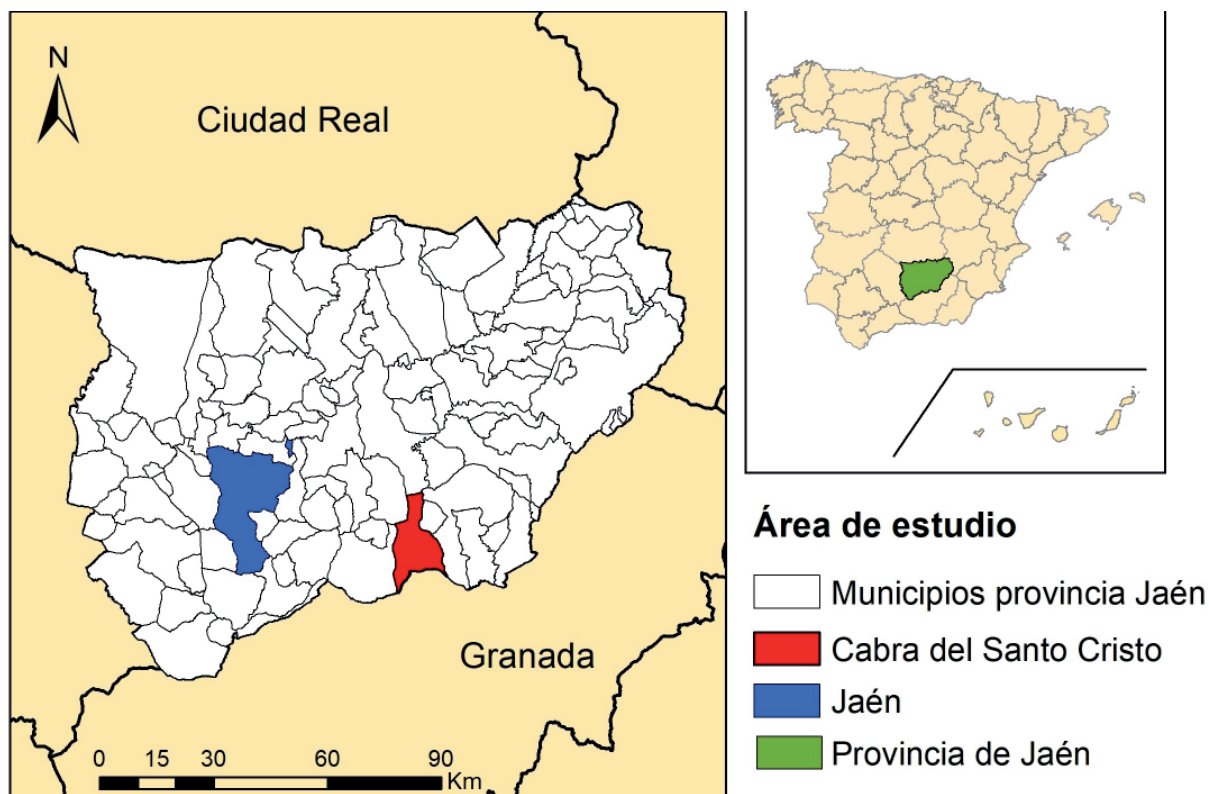 N
Ciudad Real
Granada
0 15 30 60 90
Km
Área de estudio
Municipios provincia Jaén
Cabra del Santo Cristo
Jaén
Provincia de Jaén